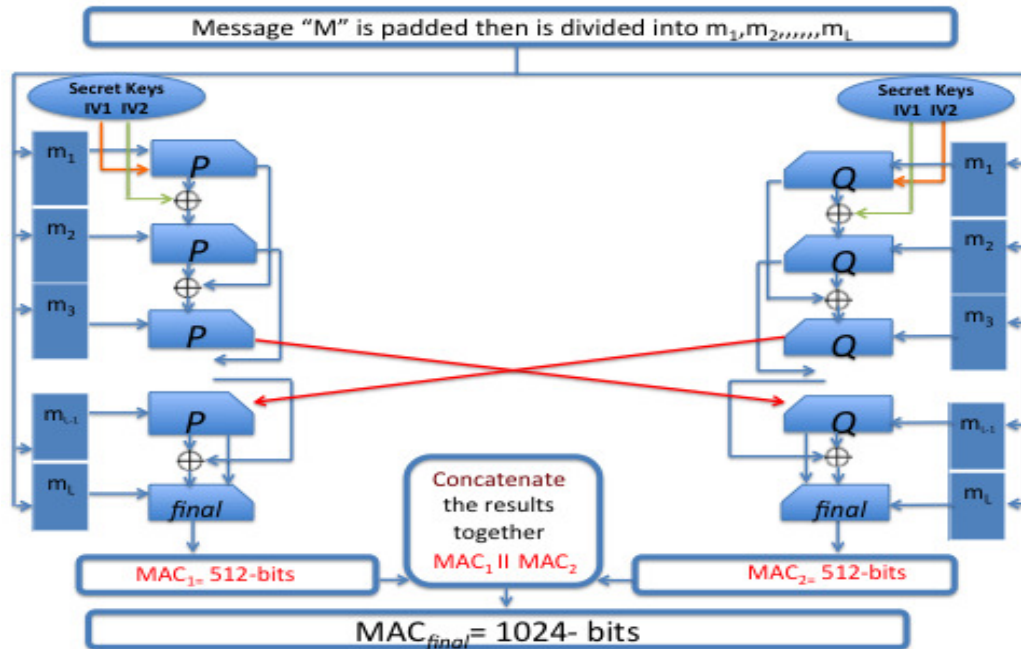 Message “M” is padded then is divided into m1,m2,,,,,,mL
Secret Keys
IV1 IV2
Secret Keys
IV1 IV2
m1
P
Q
m1
m2
P
Q
m2
m3
P
Q
m3
mL-1
P
Q
mL-1
mL
final
final
mL
Concatenate
the results
together
MAC1 II MAC2
MAC1= 512-bits
MAC2= 512-bits
MACfinal= 1024- bits